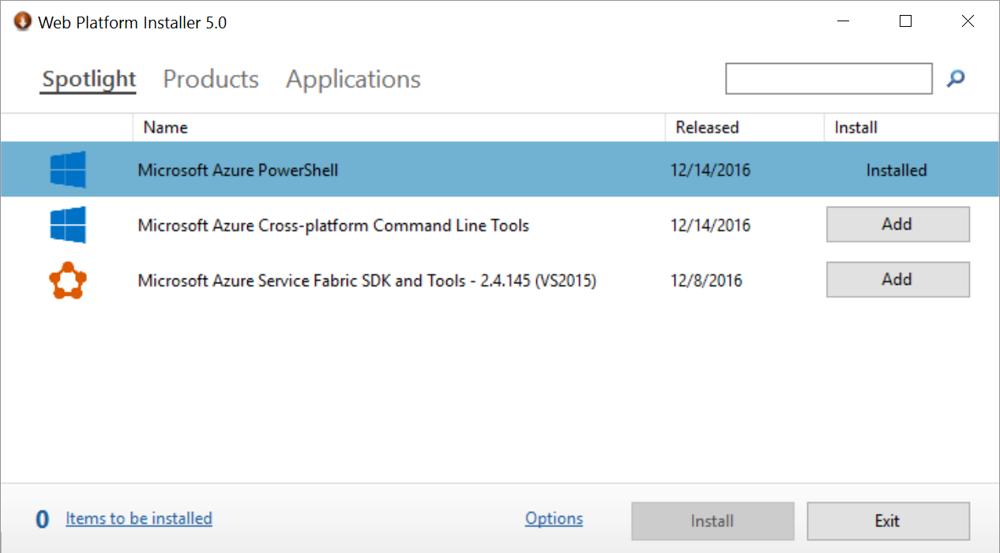 Web Platform Installer 5.0
Spotlight Products Applications
Name Released Install
Microsoft Azure PowerShell 12/14/2016 Installed
Microsoft Azure Cross-platform Command Line Tools 12/14/2016 Add
Microsoft Azure Service Fabric SDK and Tools - 2.4.145 (VS2015) 12/8/2016 Add
0 Items to be installed Options Install Exit